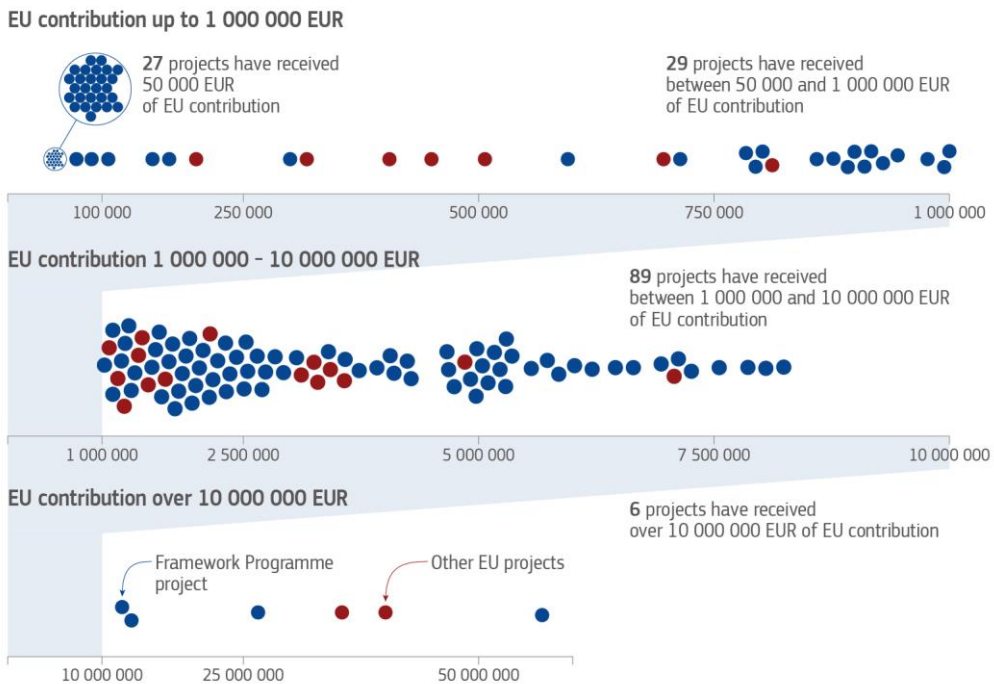 EU contribution up to 1 000 000 EUR
27 projects have received
50 000 EUR
of EU contribution
29 projects have received
between 50 000 and 1 000 000 EUR
of EU contribution
100 000
250 000
500 000
750 000
1 000 000
EU contribution 1 000 000 - 10 000 000 EUR
89 projects have received
between 1 000 000 and 10 000 000 EUR
of EU contribution
1 000 000
2 500 000
5 000 000
7 500 000
10 000 000
EU contribution over 10 000 000 EUR
6 projects have received
over 10 000 000 EUR of EU contribution
Framework Programme
project
Other EU projects
10 000 000
25 000 000
50 000 000